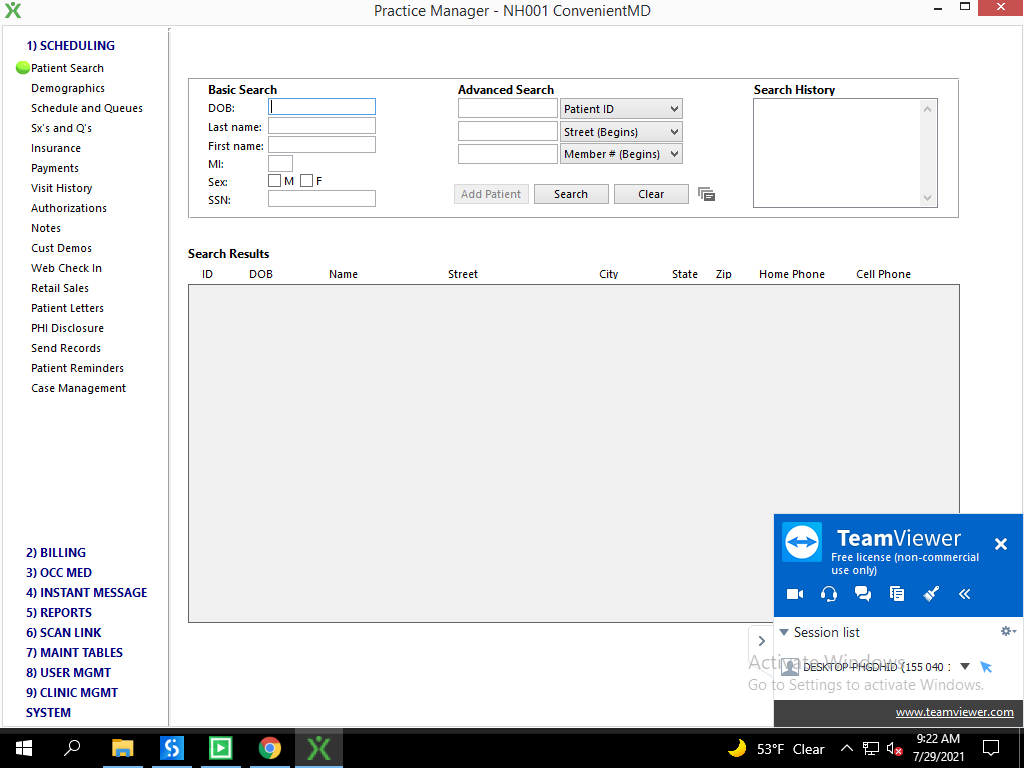 Practice Manager - NH001 ConvenientMD
1) SCHEDULING
Patient Search
Demographics
Schedule and Queues
Sx's and Q's
Insurance
Payments
Visit History
Authorizations
Notes
Cust Demos
Web Check In
Retail Sales
Patient Letters
PHI Disclosure
Send Records
Patient Reminders
Case Management
2) BILLING
3) OCC MED
4) INSTANT MESSAGE
5) REPORTS
6) SCAN LINK
7) MAINT TABLES
8) USER MGMT
9) CLINIC MGMT
SYSTEM
Basic Search
DOB:
Last name:
First name:
MI:
Sex: M F
SSN:
Advanced Search
Patient ID
Street (Begins)
Member # (Begins)
Add Patient Search Clear
Search History
Search Results
ID DOB Name Street City State Zip Home Phone Cell Phone
TeamViewer
Free license (non-commercial
use only)
Session list
DESKTOP-PHGDHID (155 040 :
Activate Windows
Go to Settings to activate Windows.
www.teamviewer.com
53°F Clear
9:22 AM
7/29/2021